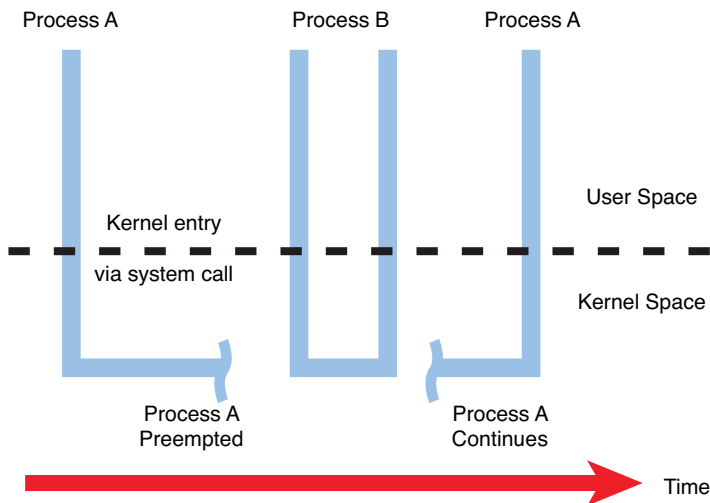 Process A
Process B
Process A
User Space
Kernel entry
via system call
Kernel Space
Process A
Preempted
Process A
Continues
Time